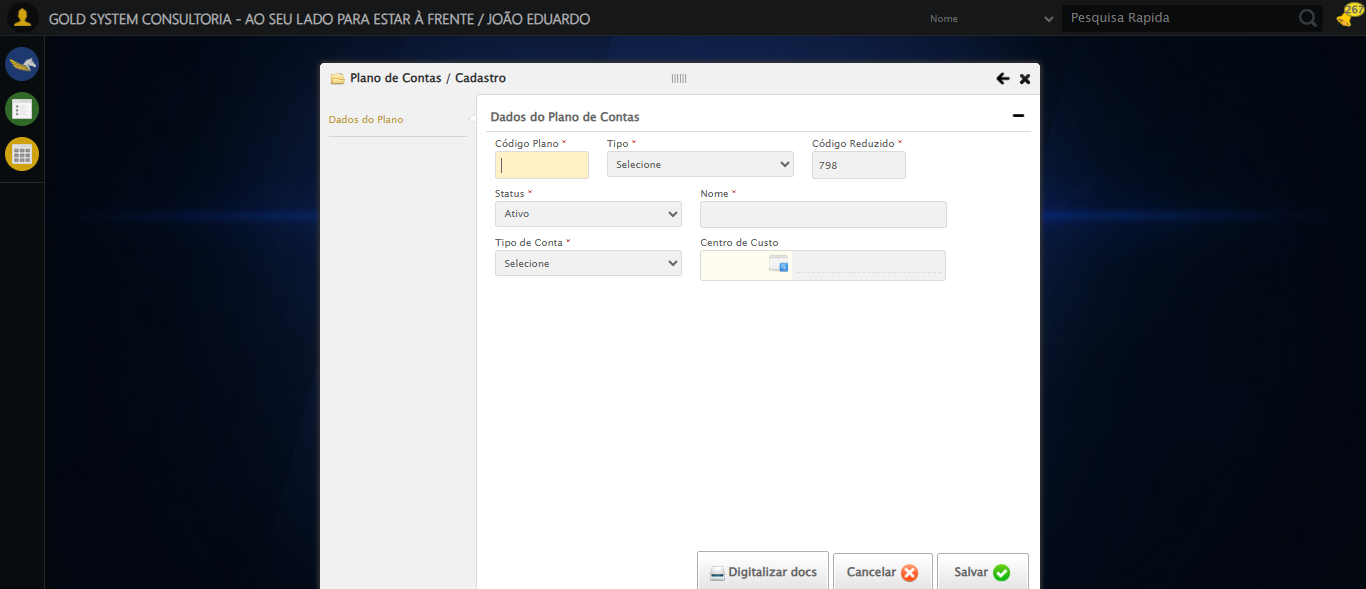 GOLD SYSTEM CONSULTORIA - AO SEU LADO PARA ESTAR À FRENTE / JOÃO EDUARDO
Nome
Pesquisa Rapida
267
Plano de Contas / Cadastro
Dados do Plano
Dados do Plano de Contas
Código Plano * Tipo * Código Reduzido *
Selecione 798
Status * Nome *
Ativo
Tipo de Conta * Centro de Custo
Selecione
Digitalizar docs Cancelar Salvar